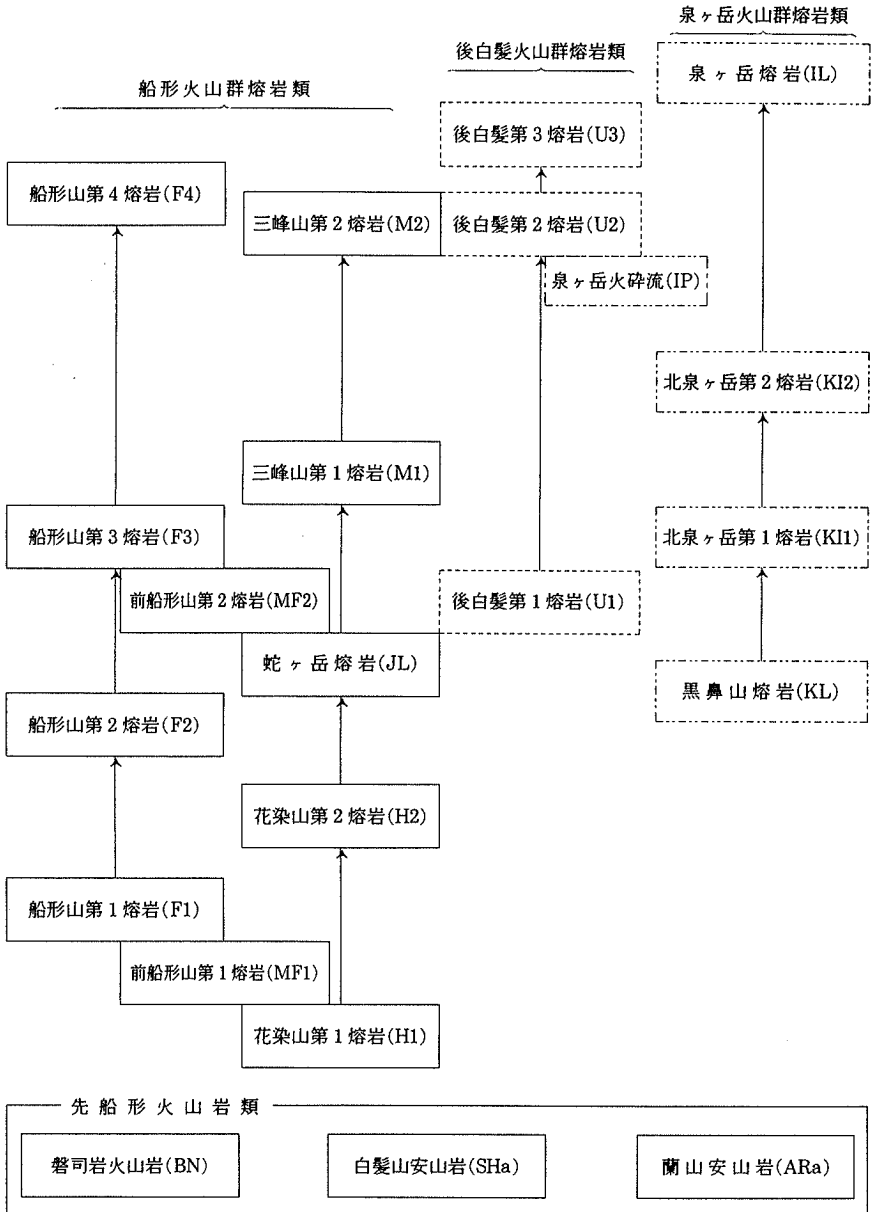 泉ヶ岳火山群熔岩類
後白髪火山群熔岩類
船形火山群熔岩類
泉ヶ岳熔岩(IL)
後白髪第3熔岩(U3)
船形山第4熔岩(F4)
三峰山第2熔岩(M2)
後白髪第2熔岩(U2)
泉ヶ岳火砕流(IP)
北泉ヶ岳第2熔岩(KI2)
三峰山第1熔岩(M1)
船形山第3熔岩(F3)
北泉ヶ岳第1熔岩(KI1)
前船形山第2熔岩(MF2)
後白髪第1熔岩(U1)
蛇ヶ岳熔岩(JL)
黒鼻山熔岩(KL)
船形山第2熔岩(F2)
花染山第2熔岩(H2)
船形山第1熔岩(F1)
前船形山第1熔岩(MF1)
花染山第1熔岩(H1)
先船形火山岩類
磐司岩火山岩(BN)
白髪山安山岩(SHa)
蘭山安山岩(ARa)